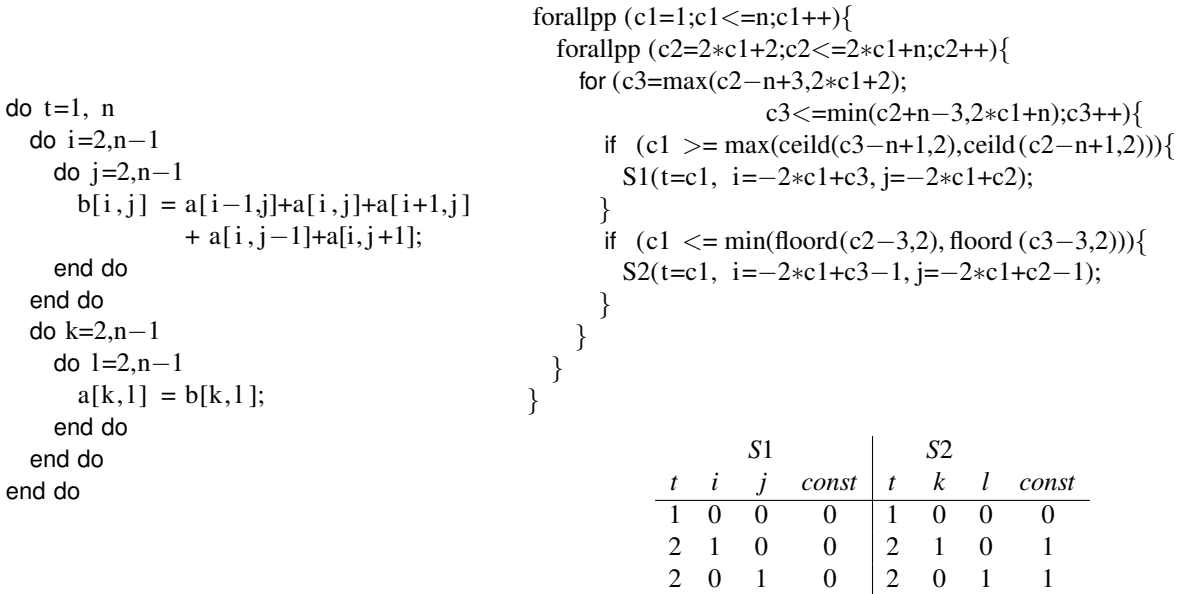 do t=1, n
do i=2,n−1
do j=2,n−1
b[i,j] = a[i−1,j]+a[i,j]+a[i+1,j]
+ a[i,j−1]+a[i,j+1];
end do
end do
do k=2,n−1
do l=2,n−1
a[k,l] = b[k,l];
end do
end do
end do
forallpp (c1=1;c1<=n;c1++){
forallpp (c2=2*c1+2;c2<=2*c1+n;c2++){
for (c3=max(c2−n+3,2*c1+2);
c3<=min(c2+n−3,2*c1+n);c3++){
if (c1 >= max(ceild(c3−n+1,2),ceild(c2−n+1,2))){
S1(t=c1, i=−2*c1+c3, j=−2*c1+c2);
}
if (c1 <= min(floord(c2−3,2), floord(c3−3,2))){
S2(t=c1, i=−2*c1+c3−1, j=−2*c1+c2−1);
}
}
}
}
S1 S2
t i j const t k l const
1 0 0 0 1 0 0 0
2 1 0 0 2 1 0 1
2 0 1 0 2 0 1 1